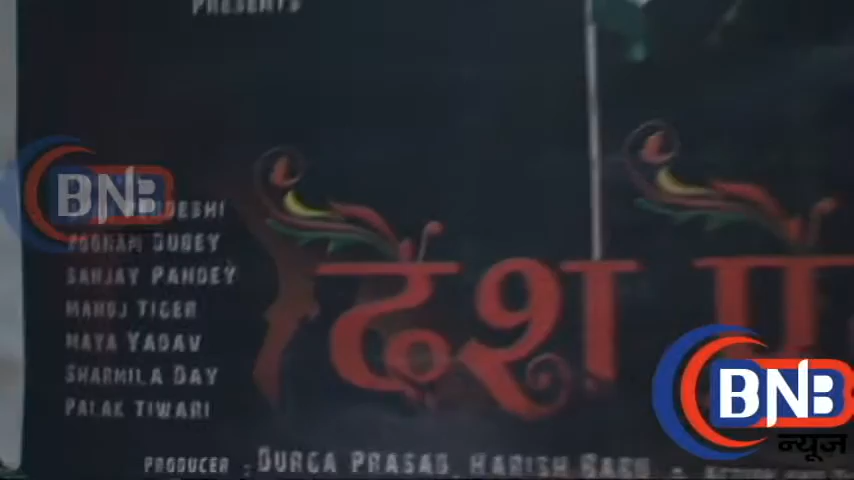 PRESENTS
BNB
PANDESHI
POONAM DUBEY
SANJAY PANDEY
MANOJ TIGER
MAYA YADAV
SHARMILA DAY
PALAK TIWARI
देश
PRODUCER : DURGA PRASAD, HARISH BABU
BNB
न्यूज